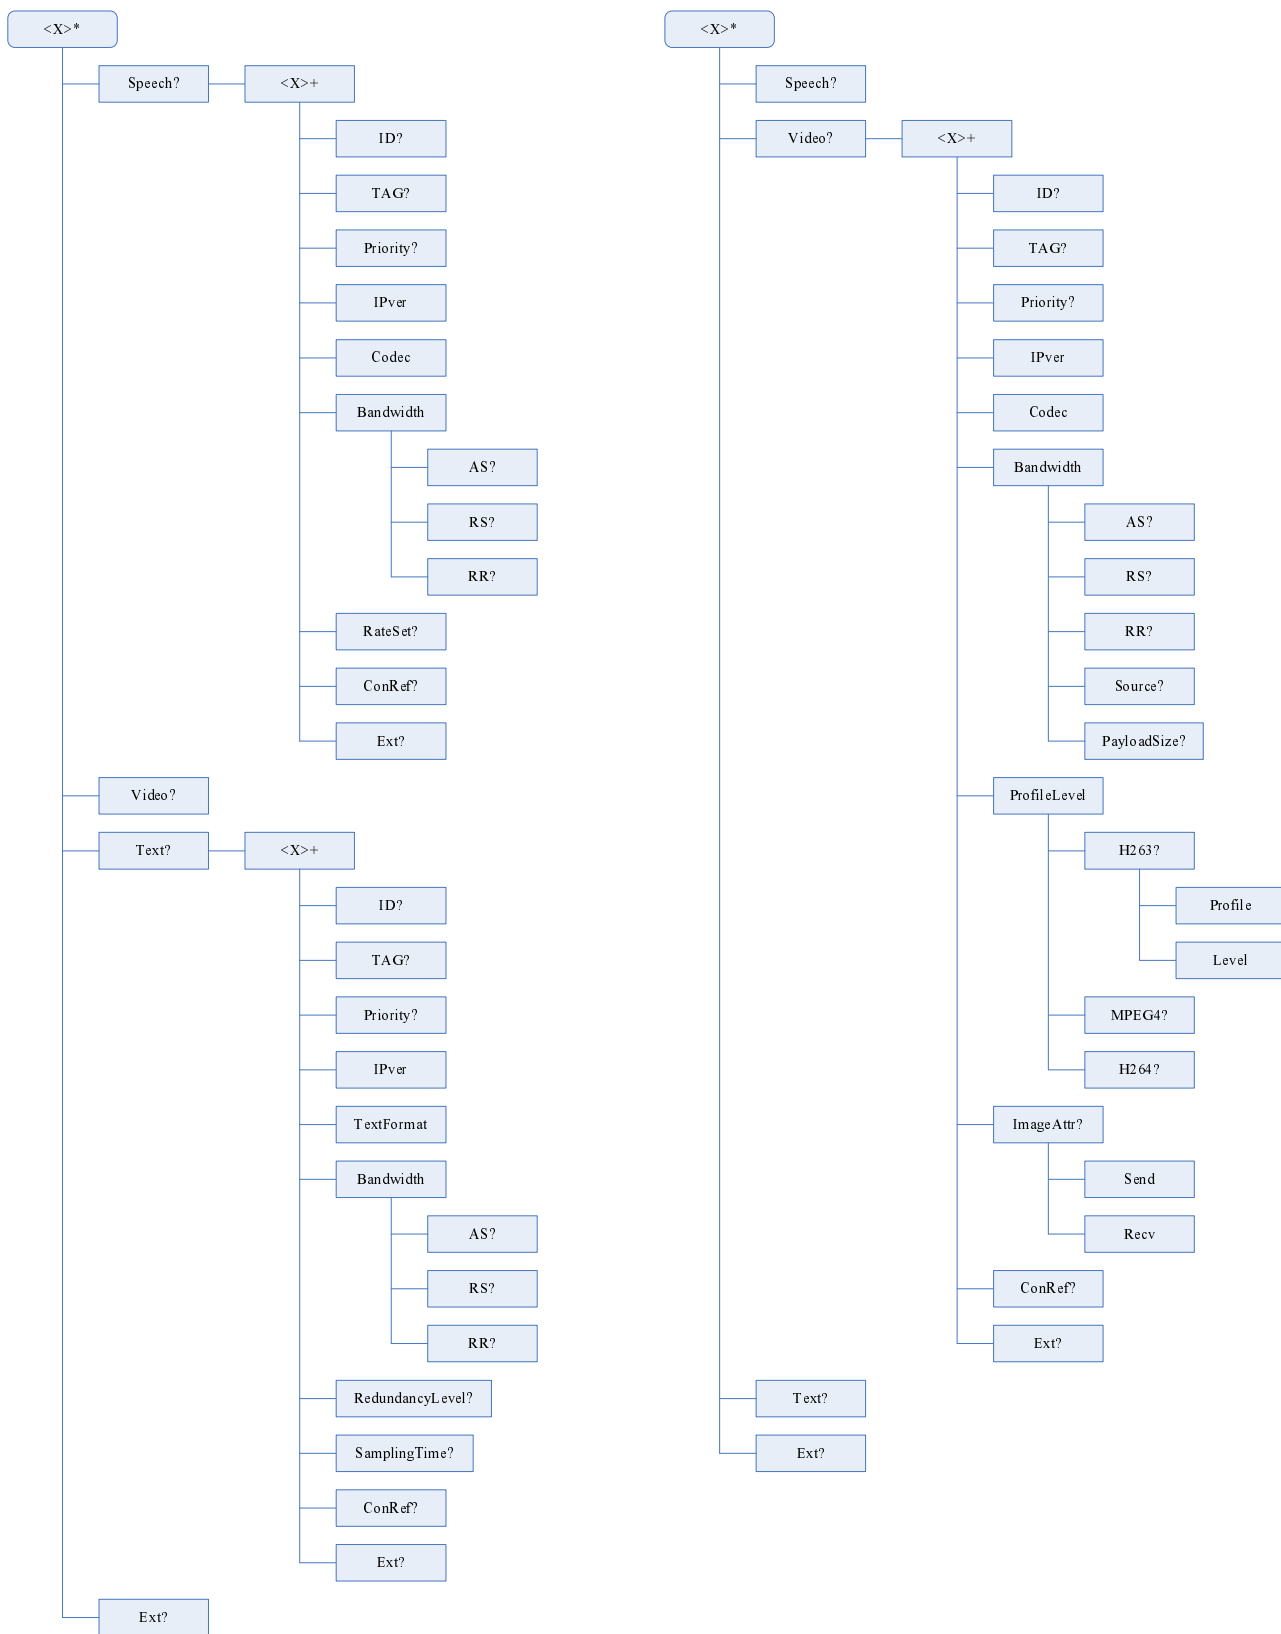 <X>*
Speech?
<X>+
ID?
TAG?
Priority?
IPver
Codec
Bandwidth
AS?
RS?
RR?
RateSet?
ConRef?
Ext?
Video?
Text?
<X>+
ID?
TAG?
Priority?
IPver
TextFormat
Bandwidth
AS?
RS?
RR?
RedundancyLevel?
SamplingTime?
ConRef?
Ext?
Ext?
<X>*
Speech?
Video?
<X>+
ID?
TAG?
Priority?
IPver
Codec
Bandwidth
AS?
RS?
RR?
Source?
PayloadSize?
ProfileLevel
H263?
Profile
Level
MPEG4?
H264?
ImageAttr?
Send
Recv
ConRef?
Ext?
Text?
Ext?